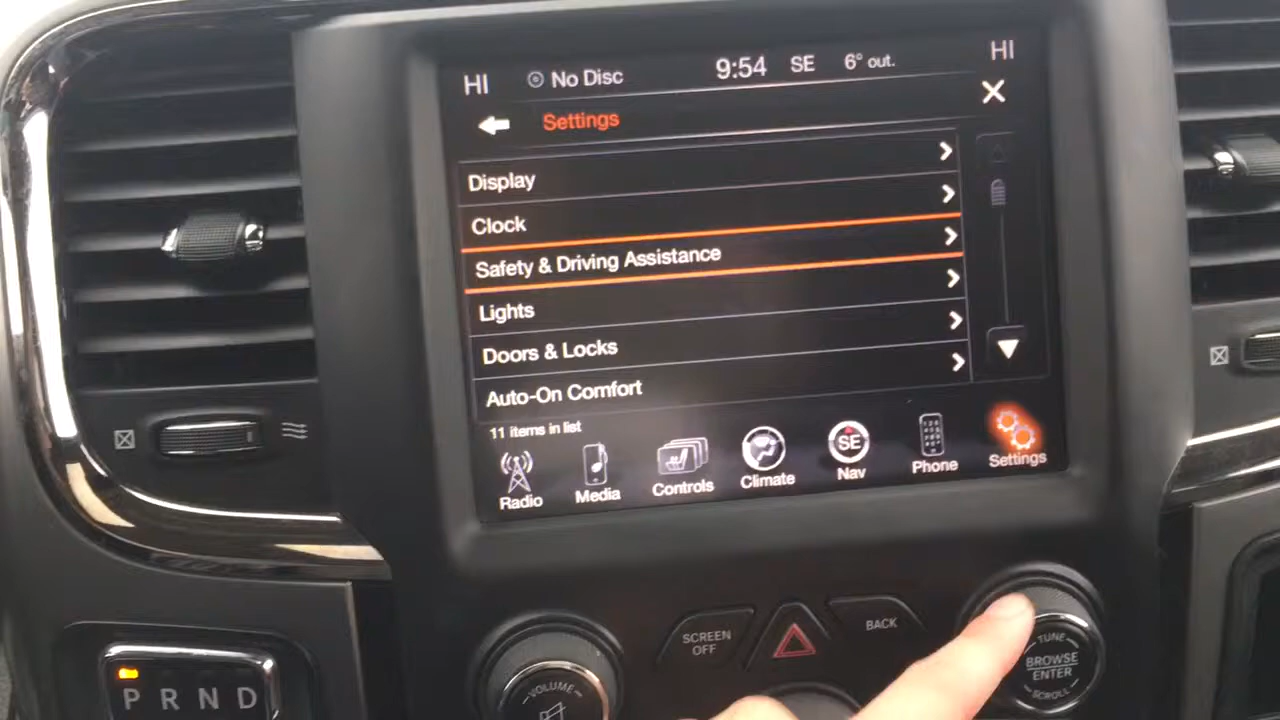 HI No Disc 9:54 SE 6° out. HI
Settings
Display
Clock
Safety & Driving Assistance
Lights
Doors & Locks
Auto-On Comfort
11 items in list
Radio Media Controls Climate SE Nav Phone Settings
SCREEN OFF
BACK
VOLUME
TUNE
BROWSE
ENTER
SCROLL
P R N D